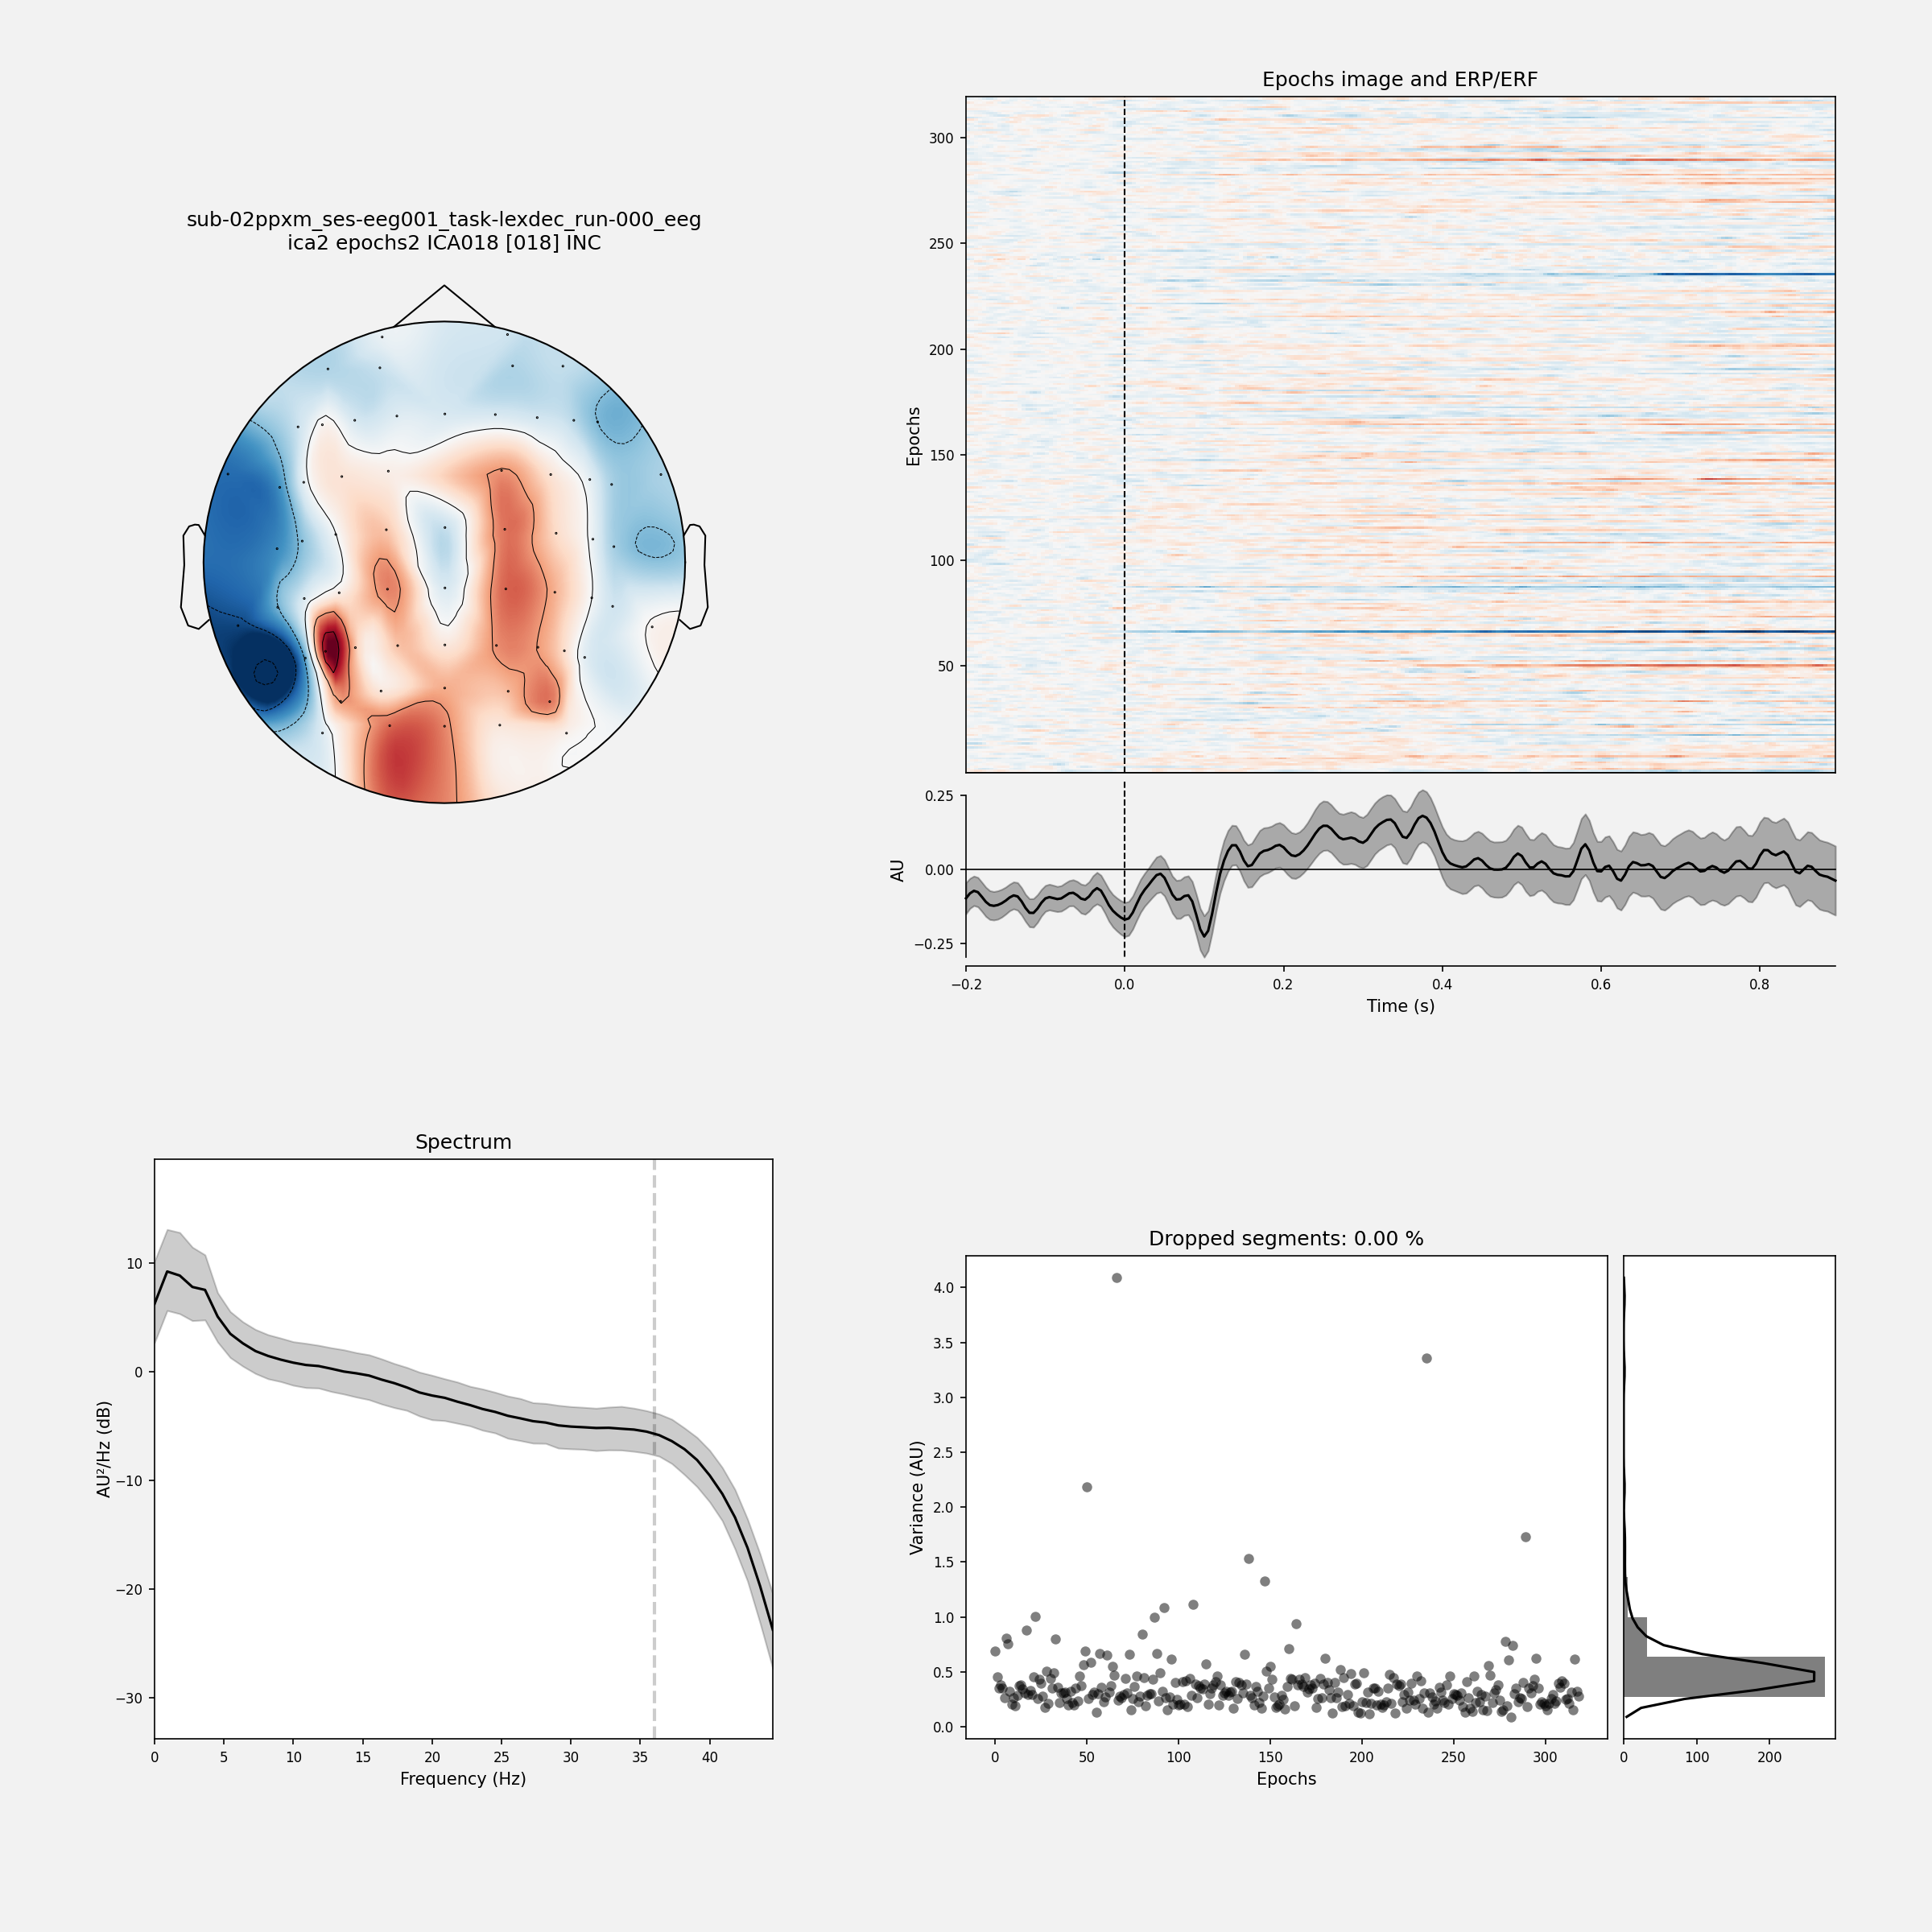 sub-02ppxm_ses-eeg001_task-lexdec_run-000_eeg
ica2 epochs2 ICA018 [018] INC
Epochs image and ERP/ERF
300
250
200
150
100
50
Epochs
0.25
0.00
−0.25
AU
−0.2 0.0 0.2 0.4 0.6 0.8
Time (s)
Spectrum
10
0
−10
−20
−30
AU²/Hz (dB)
0 5 10 15 20 25 30 35 40
Frequency (Hz)
Dropped segments: 0.00 %
4.0
3.5
3.0
2.5
2.0
1.5
1.0
0.5
0.0
Variance (AU)
0 50 100 150 200 250 300
Epochs
0 100 200